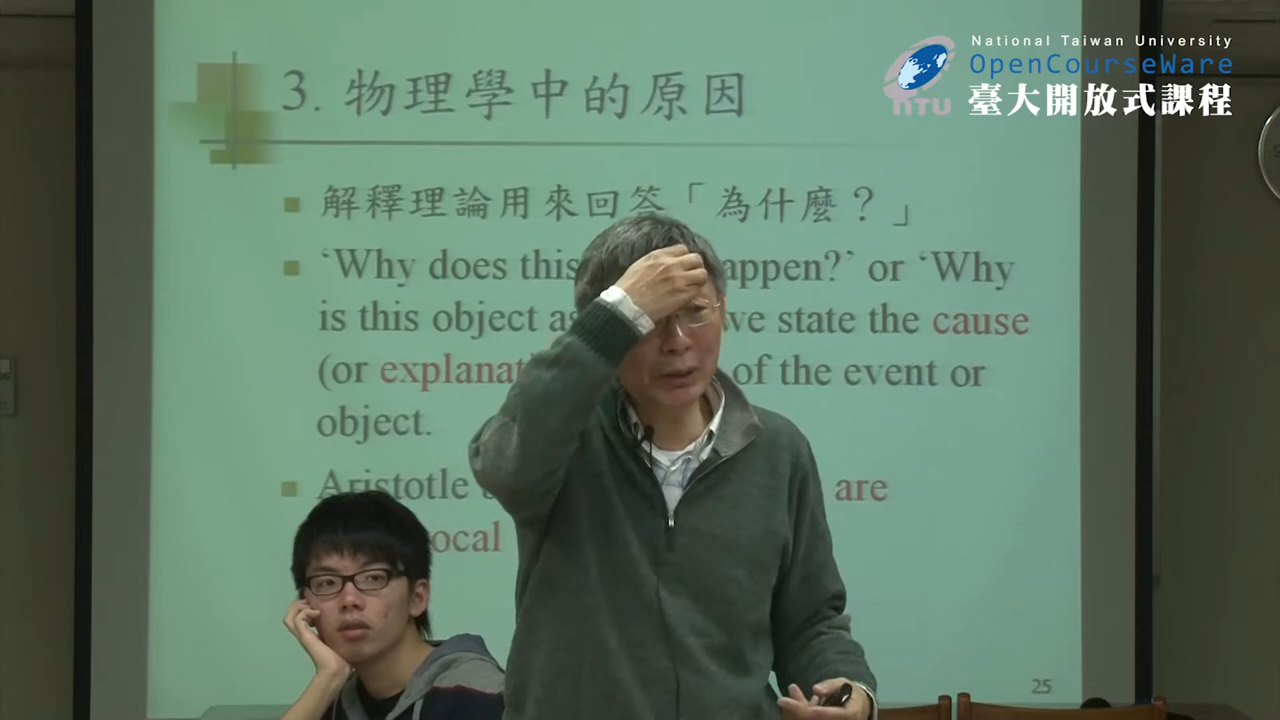 National Taiwan University
OpenCourseWare
臺大開放式課程
NTU
3. 物理學中的原因
解釋理論用來回答「為什麼？」
'Why does this appen?' or 'Why
is this object as we state the cause
(or explanat of the event or
object.
Aristotle are
ocal
25